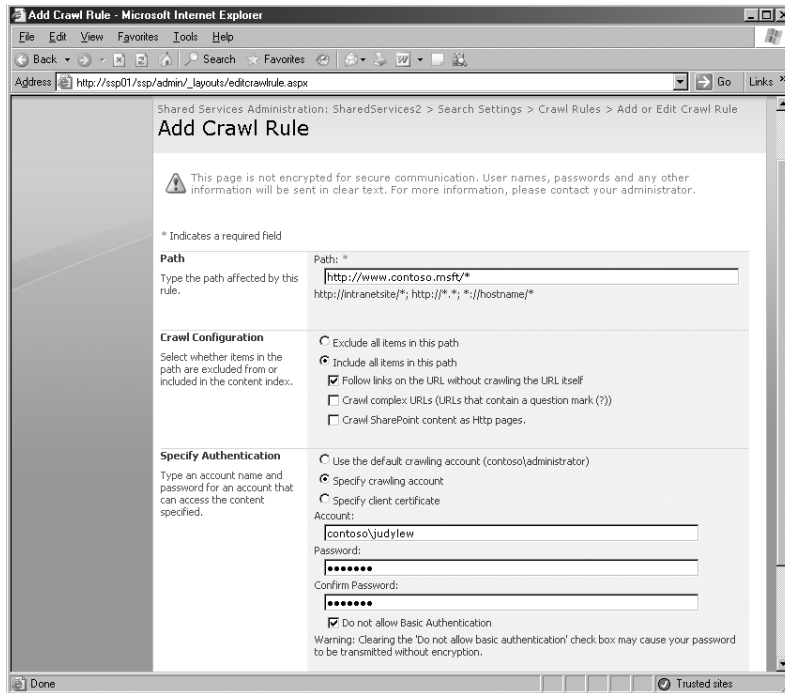 Add Crawl Rule - Microsoft Internet Explorer
File Edit View Favorites Tools Help
Back Search Favorites
Address http://ssp01/ssp/admin/_layouts/editcrawlrule.aspx Go Links »
Shared Services Administration: SharedServices2 > Search Settings > Crawl Rules > Add or Edit Crawl Rule
Add Crawl Rule
This page is not encrypted for secure communication. User names, passwords and any other
information will be sent in clear text. For more information, please contact your administrator.
* Indicates a required field
Path
Type the path affected by this
rule.
Path: *
http://www.contoso.msft/*
http://intranetsite/*; http://*.*; *://hostname/*
Crawl Configuration
Select whether items in the
path are excluded from or
included in the content index.
Exclude all items in this path
Include all items in this path
Follow links on the URL without crawling the URL itself
Crawl complex URLs (URLs that contain a question mark (?))
Crawl SharePoint content as Http pages.
Specify Authentication
Type an account name and
password for an account that
can access the content
specified.
Use the default crawling account (contoso\administrator)
Specify crawling account
Specify client certificate
Account:
contoso\judylew
Password:
•••••••
Confirm Password:
•••••••
Do not allow Basic Authentication
Warning: Clearing the 'Do not allow basic authentication' check box may cause your password
to be transmitted without encryption.
Done Trusted sites